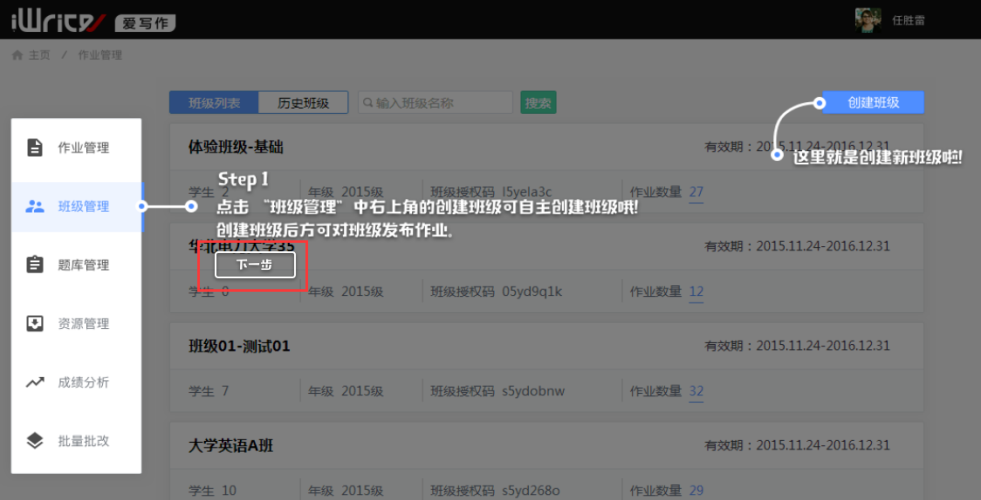 iWrite 爱写作
任胜雷
主页 / 作业管理
班级列表 历史班级 输入班级名称 搜索 创建班级
作业管理
班级管理
题库管理
资源管理
成绩分析
批量批改
体验班级-基础 有效期：2015.11.24-2016.12.31
这里就是创建新班级啦!
学生 2 年级 2015级 班级授权码 l5yela3c 作业数量 27
Step 1
点击 “班级管理” 中右上角的创建班级可自主创建班级哦!
创建班级后方可对班级发布作业。
华北电力大学35 有效期：2015.11.24-2016.12.31
下一步
学生 0 年级 2015级 班级授权码 05yd9q1k 作业数量 12
班级01-测试01 有效期：2015.11.24-2016.12.31
学生 7 年级 2015级 班级授权码 s5ydobnw 作业数量 32
大学英语A班 有效期：2015.11.24-2016.12.31
学生 10 年级 2015级 班级授权码 s5yd268o 作业数量 29